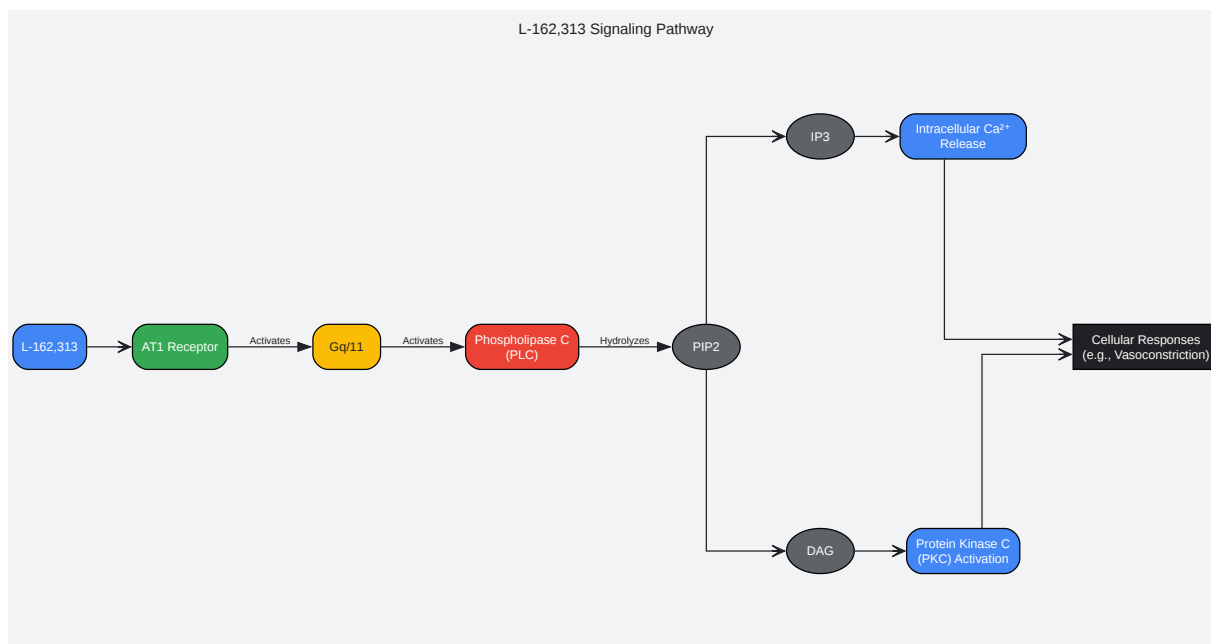 L-162,313 Signaling Pathway
IP3
Intracellular Ca²⁺
Release
L-162,313
AT1 Receptor
Activates
Gq/11
Activates
Phospholipase C
(PLC)
Hydrolyzes
PIP2
Cellular Responses
(e.g., Vasoconstriction)
DAG
Protein Kinase C
(PKC) Activation